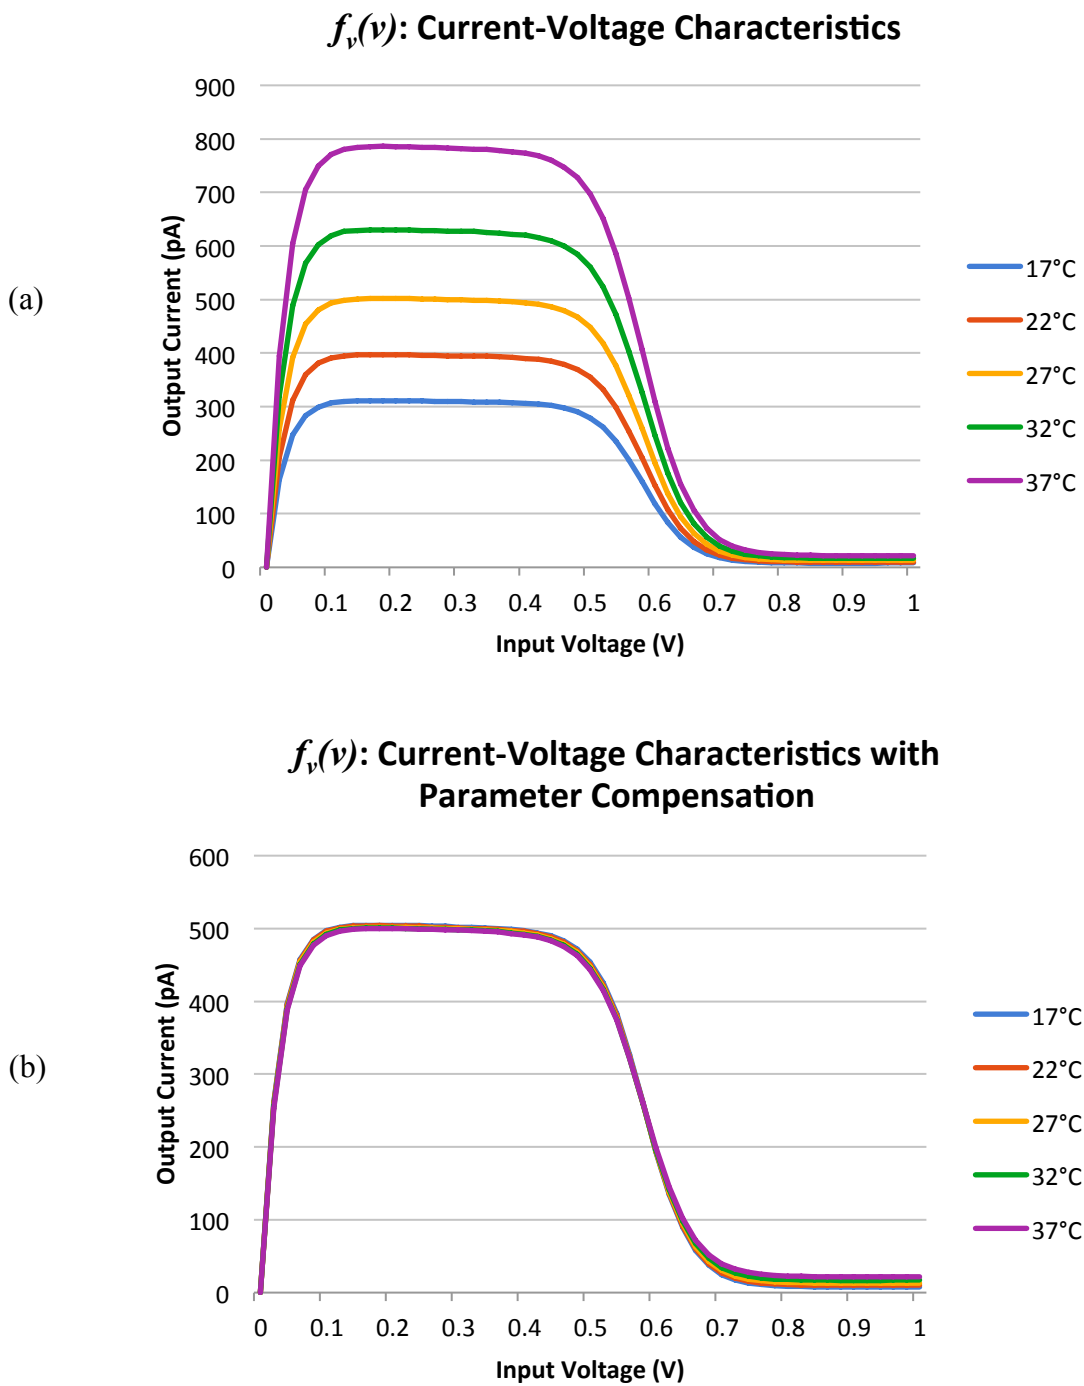 f_v(v): Current-Voltage Characteristics
900
800
700
600
500
400
300
200
100
0
Output Current (pA)
(a)
0 0.1 0.2 0.3 0.4 0.5 0.6 0.7 0.8 0.9 1
Input Voltage (V)
17°C
22°C
27°C
32°C
37°C
f_v(v): Current-Voltage Characteristics with
Parameter Compensation
600
500
400
300
200
100
0
Output Current (pA)
(b)
0 0.1 0.2 0.3 0.4 0.5 0.6 0.7 0.8 0.9 1
Input Voltage (V)
17°C
22°C
27°C
32°C
37°C